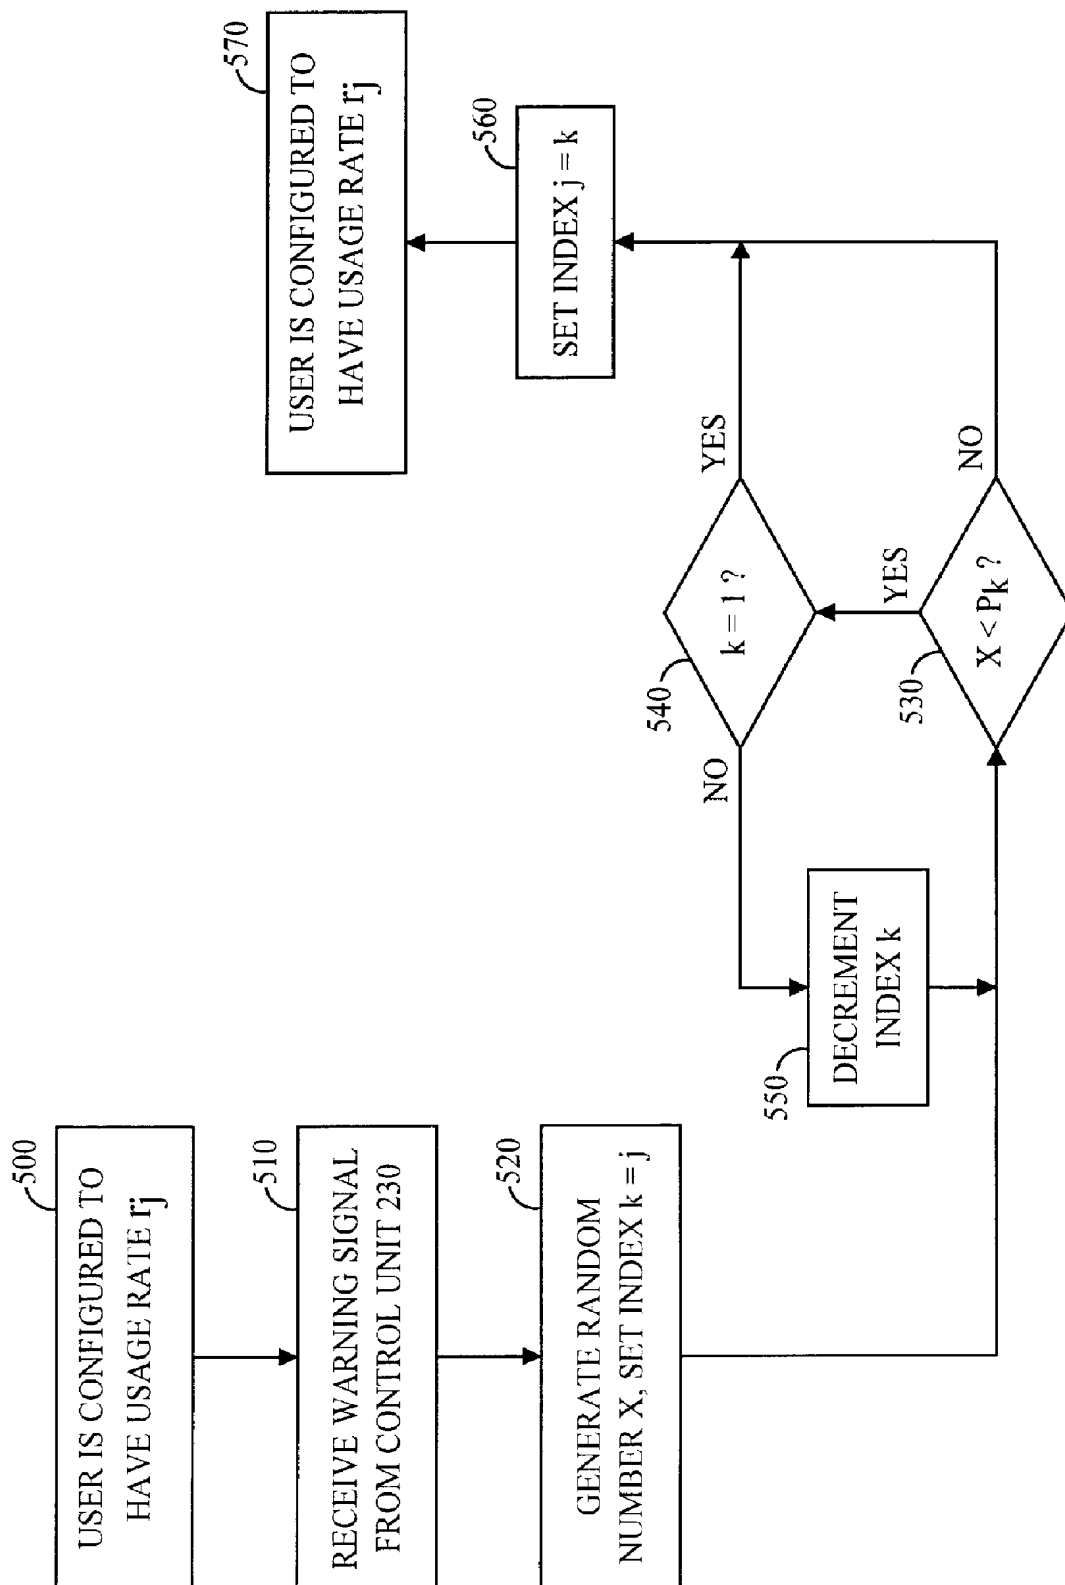 500
USER IS CONFIGURED TO
HAVE USAGE RATE rj
510
RECEIVE WARNING SIGNAL
FROM CONTROL UNIT 230
520
GENERATE RANDOM
NUMBER X, SET INDEX k = j
530
X < Pk ?
YES
NO
540
k = 1 ?
YES
NO
550
DECREMENT
INDEX k
560
SET INDEX j = k
570
USER IS CONFIGURED TO
HAVE USAGE RATE rj